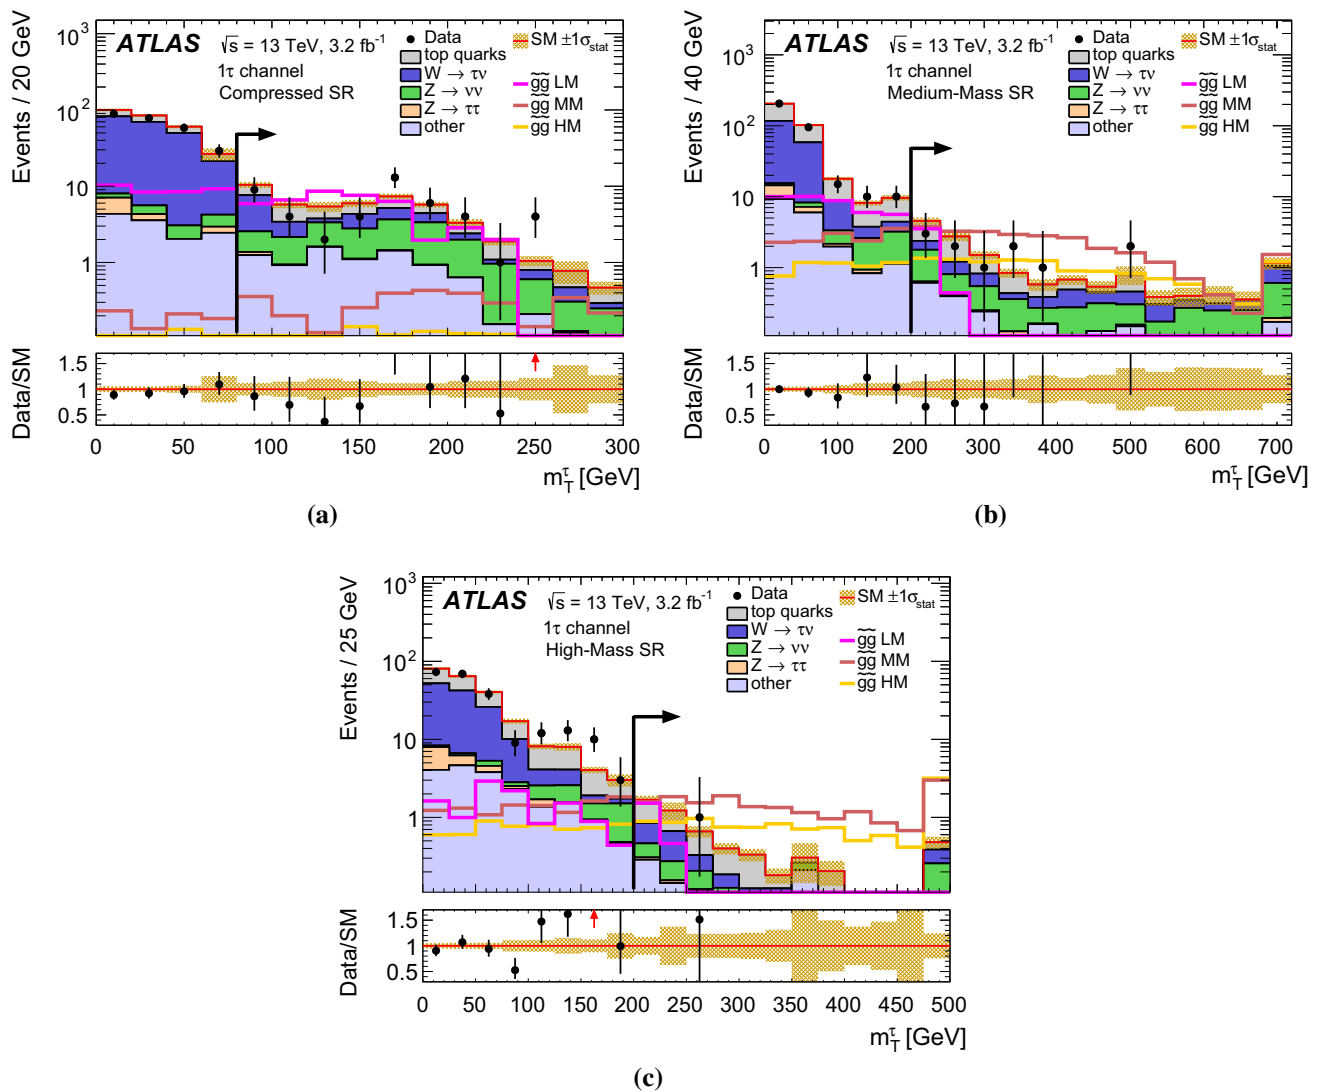 ATLAS
√s = 13 TeV, 3.2 fb⁻¹
1τ channel
Compressed SR
Data
top quarks
W → τν
Z → νν
Z → ττ
other
SM ±1σstat
g̃g̃ LM
g̃g̃ MM
g̃g̃ HM
Events / 20 GeV
10³
10²
10
1
Data/SM
1.5
1
0.5
0 50 100 150 200 250 300
mTτ [GeV]
(a)
ATLAS
√s = 13 TeV, 3.2 fb⁻¹
1τ channel
Medium-Mass SR
Data
top quarks
W → τν
Z → νν
Z → ττ
other
SM ±1σstat
g̃g̃ LM
g̃g̃ MM
g̃g̃ HM
Events / 40 GeV
10³
10²
10
1
Data/SM
1.5
1
0.5
0 100 200 300 400 500 600 700
mTτ [GeV]
(b)
ATLAS
√s = 13 TeV, 3.2 fb⁻¹
1τ channel
High-Mass SR
Data
top quarks
W → τν
Z → νν
Z → ττ
other
SM ±1σstat
g̃g̃ LM
g̃g̃ MM
g̃g̃ HM
Events / 25 GeV
10³
10²
10
1
Data/SM
1.5
1
0.5
0 50 100 150 200 250 300 350 400 450 500
mTτ [GeV]
(c)